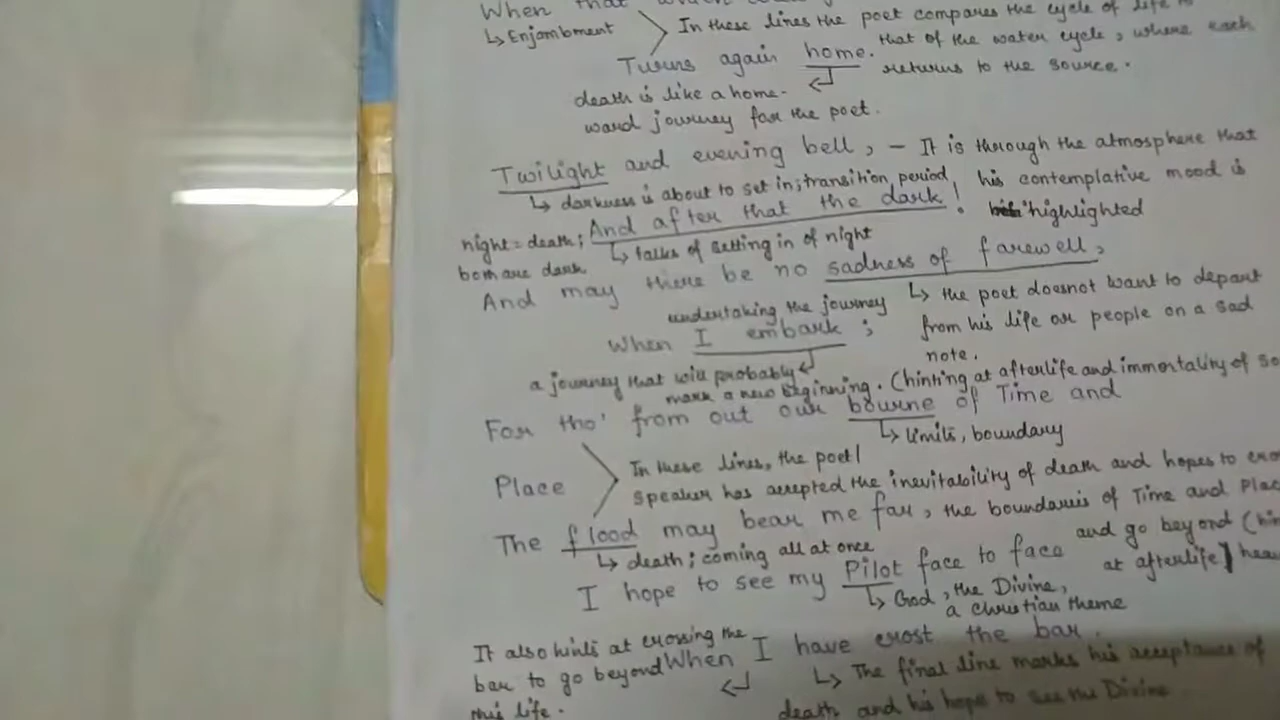 When that
↳ Enjambment
In these lines the poet compares the cycle of life to
Turns again home.
that of the water cycle, where each
returns to the source.
death is like a home-
ward journey for the poet.
Twilight and evening bell, - It is through the atmosphere that
↳ darkness is about to set in; transition period
his contemplative mood is
highlighted
And after that the dark!
night = death;
both are dark
↳ talks of setting in of night
And may there be no sadness of farewell,
undertaking the journey
↳ the poet doesnot want to depart
from his life or people on a sad
note.
When I embark;
a journey that will probably
mark a new beginning. (hinting at afterlife and immortality of
For tho' from out our bourne of Time and
↳ limits, boundary
Place
In these lines, the poet/
speaker has accepted the inevitability of death and hopes to
the boundaries of Time and
and go beyond
at afterlife
The flood may bear me far,
↳ death; coming all at once
I hope to see my Pilot face to face
↳ God, the Divine,
a christian theme
When I have crost the bar.
It also hints at crossing the
bar to go beyond
this life.
↳ The final line marks his acceptance of
death and his hope to see the Divine